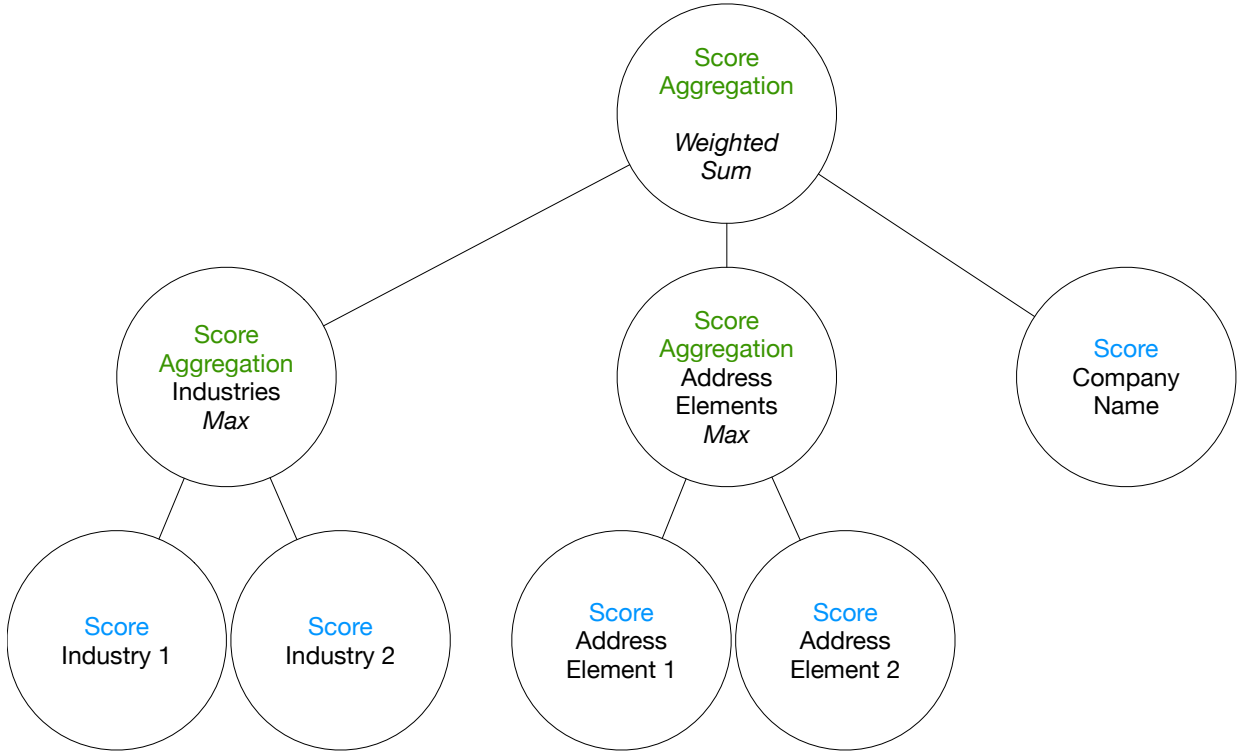 Score
Aggregation
Weighted
Sum
Score
Aggregation
Industries
Max
Score
Aggregation
Address
Elements
Max
Score
Company
Name
Score
Industry 1
Score
Industry 2
Score
Address
Element 1
Score
Address
Element 2